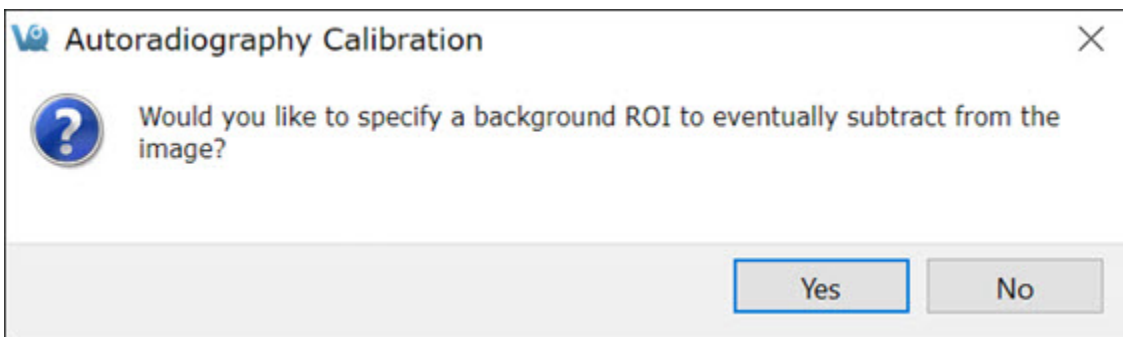 Autoradiography Calibration
Would you like to specify a background ROI to eventually subtract from the
image?
Yes
No